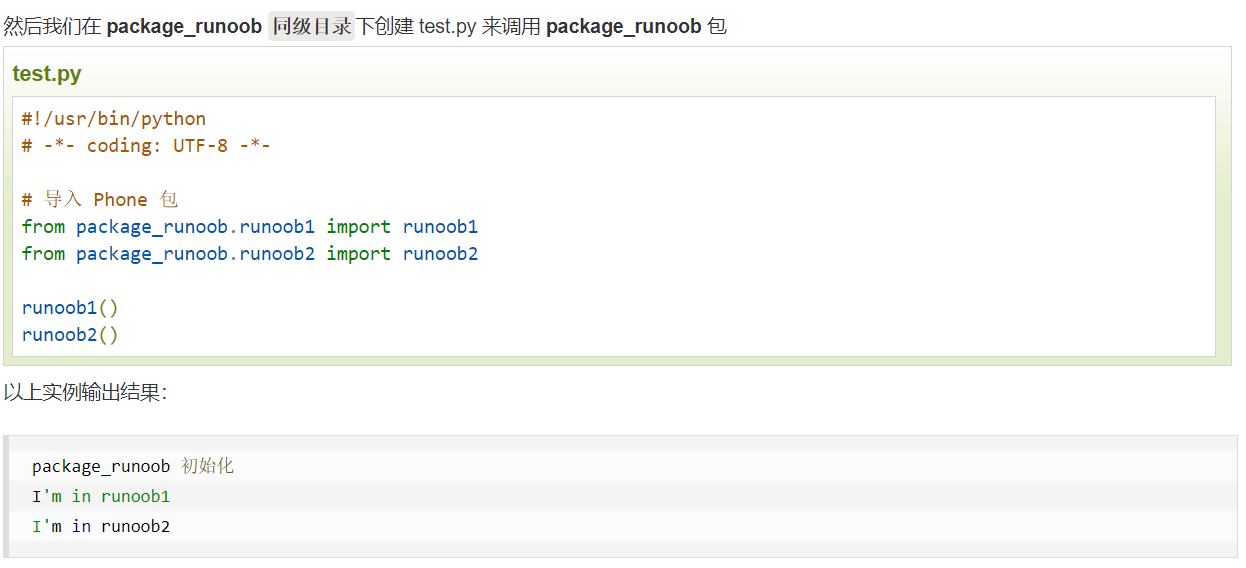 然后我们在 package_runoob 同级目录下创建 test.py 来调用 package_runoob 包
test.py
#!/usr/bin/python
# -*- coding: UTF-8 -*-
# 导入 Phone 包
from package_runoob.runoob1 import runoob1
from package_runoob.runoob2 import runoob2
runoob1()
runoob2()
以上实例输出结果：
package_runoob 初始化
I'm in runoob1
I'm in runoob2